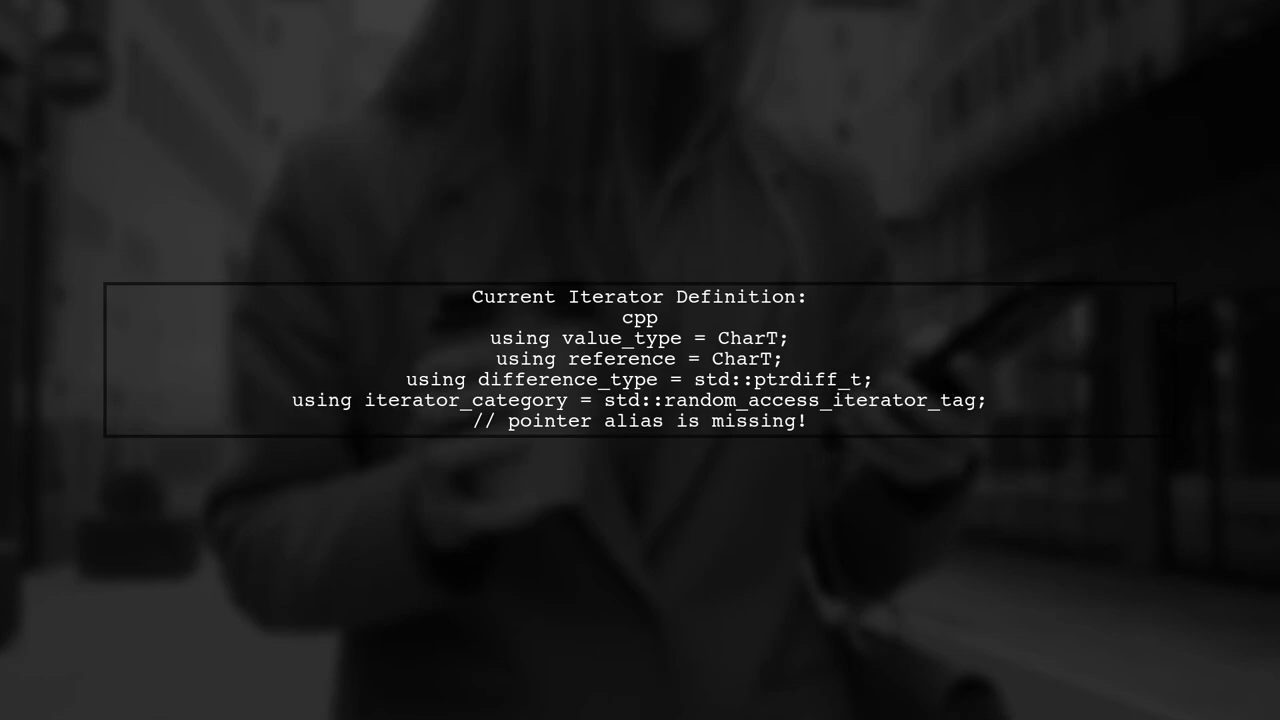 Current Iterator Definition:
cpp
using value_type = CharT;
using reference = CharT;
using difference_type = std::ptrdiff_t;
using iterator_category = std::random_access_iterator_tag;
// pointer alias is missing!